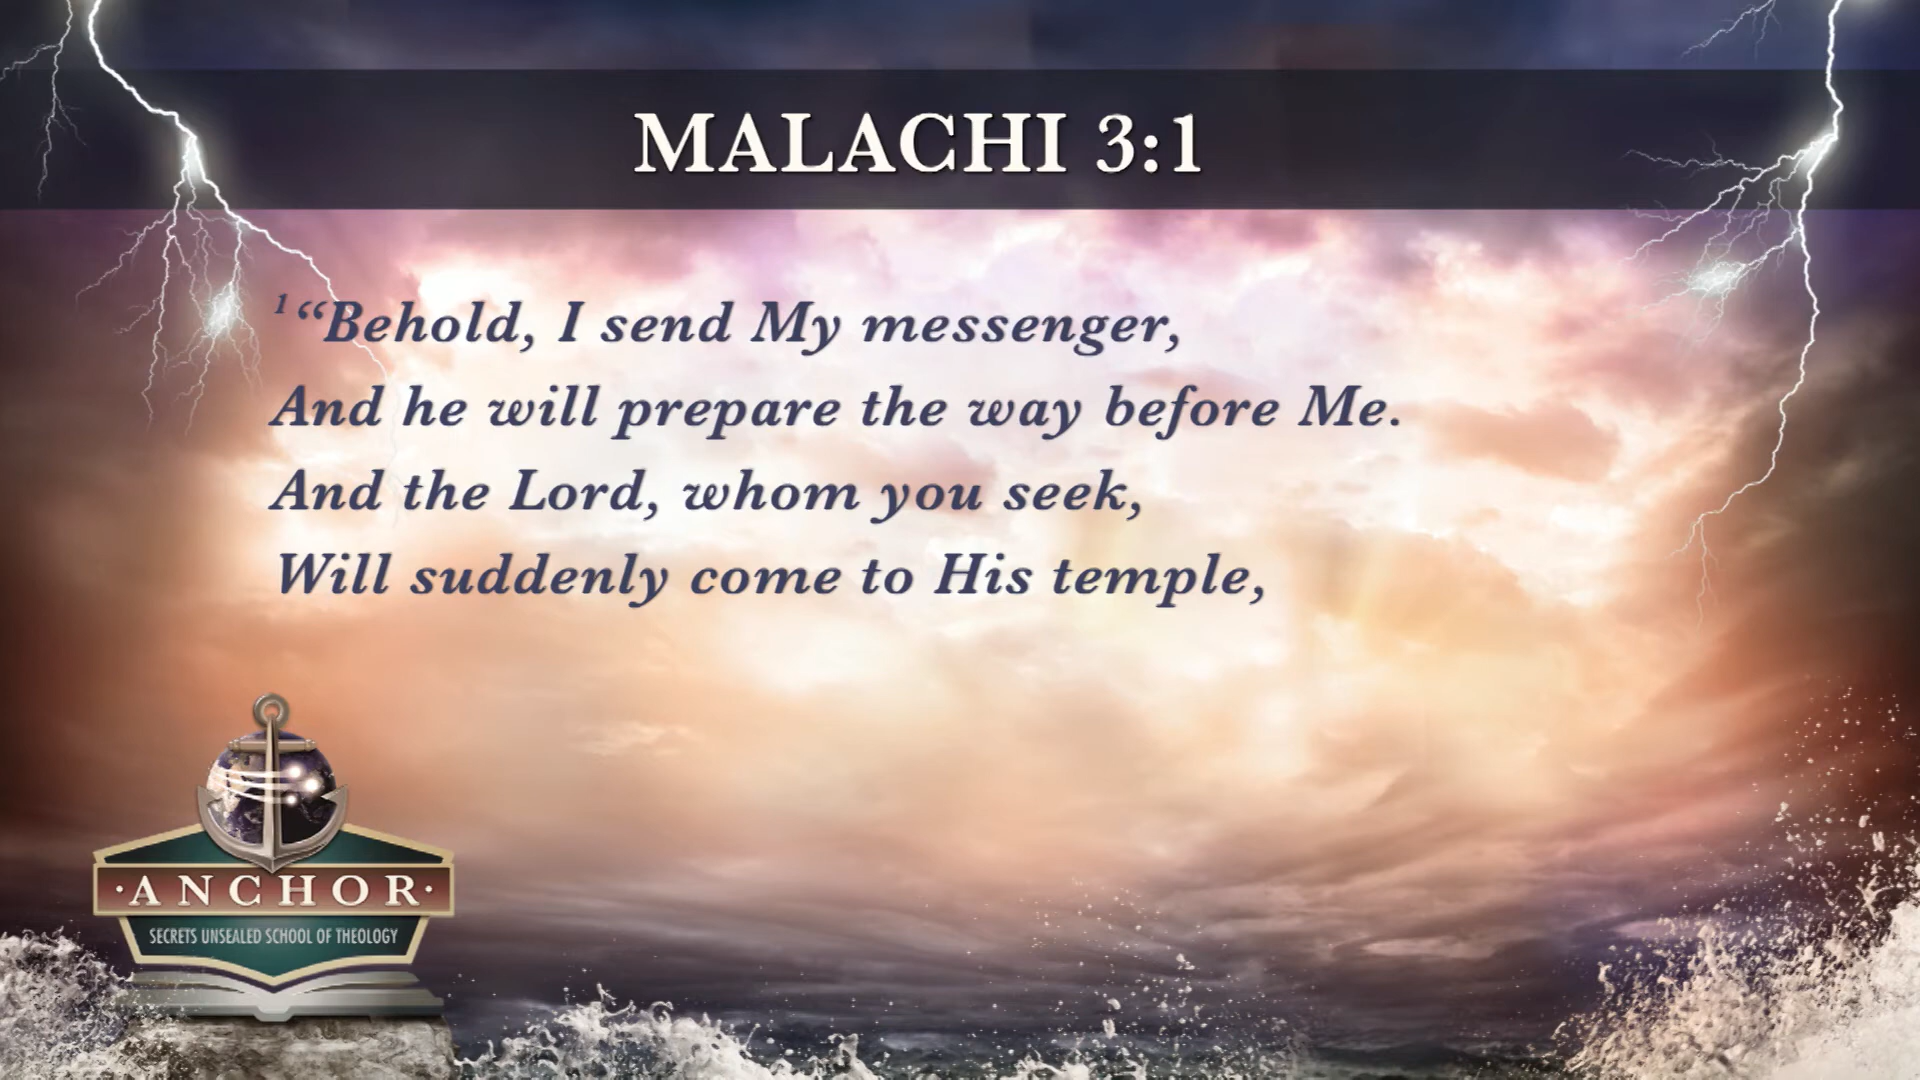 MALACHI 3:1
1 “Behold, I send My messenger,
And he will prepare the way before Me.
And the Lord, whom you seek,
Will suddenly come to His temple,
·ANCHOR·
SECRETS UNSEALED SCHOOL OF THEOLOGY